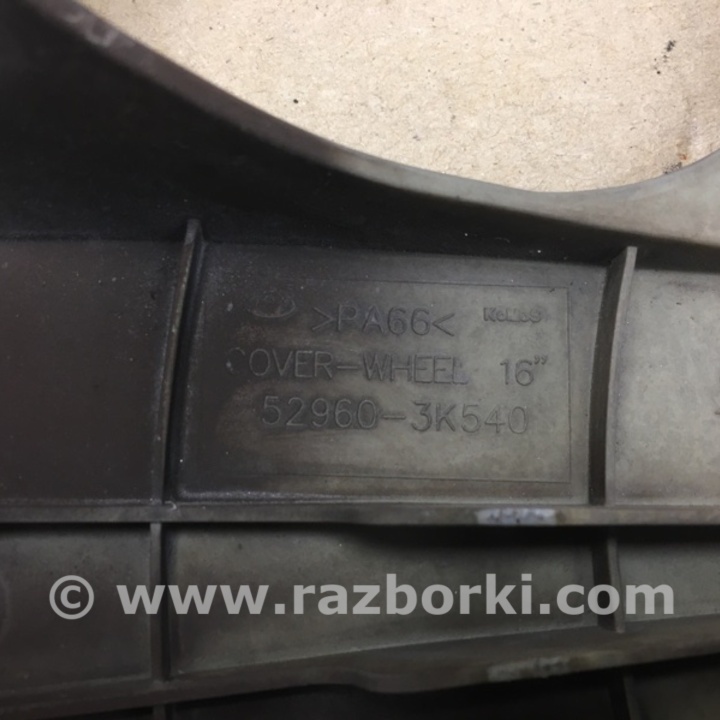 >PA66<
COVER-WHEEL 16"
52960-3K540
© www.razborki.com